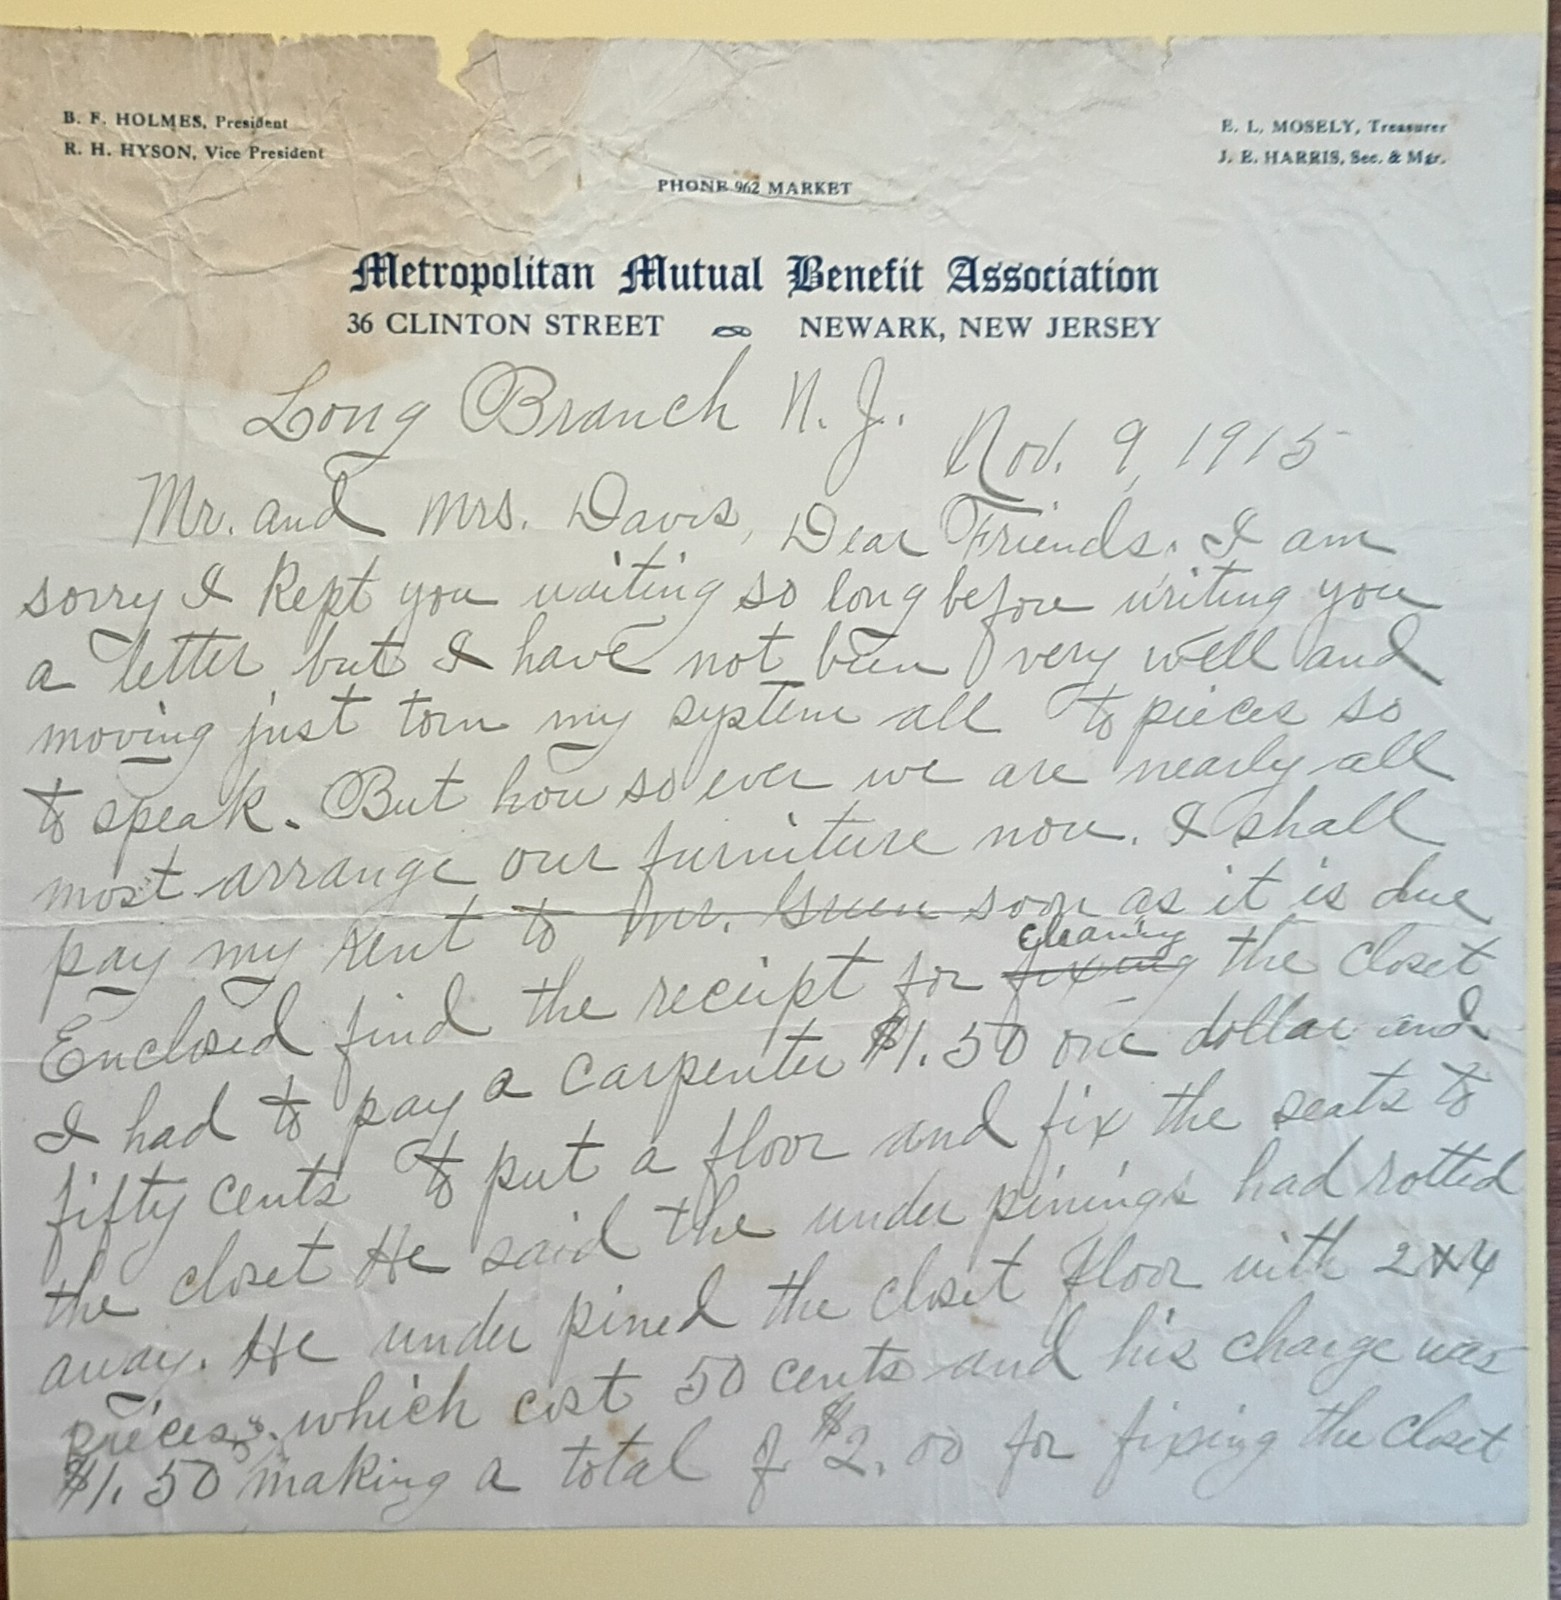 B. F. HOLMES, President
R. H. HYSON, Vice President
E. L. MOSELY, Treasurer
J. E. HARRIS, Sec. & Mgr.
PHONE 962 MARKET
Metropolitan Mutual Benefit Association
36 CLINTON STREET NEWARK, NEW JERSEY
Long Branch N. J.
Nov. 9, 1915
Mr. and Mrs. Davis, Dear Friends. I am
sorry I kept you waiting so long before writing you
a letter but I have not been very well and
moving just torn my system all to pieces so
to speak. But how so ever we are nearly all
most arrange our furniture now. I shall
pay my rent to Mr. Green soon as it is due
Enclosed find the receipt for fixing cleaning the closet
I had to pay a carpenter $1.50 one dollar and
fifty cents to put a floor and fix the seats to
the closet He said the under pinings had rotted
away. He under pined the closet floor with 2x4
pieces. which cost 50 cents and his charge was
$1.50 making a total of $2.00 for fixing the closet